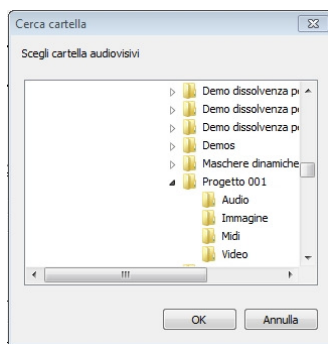 Cerca cartella
Scegli cartella audiovisivi
Demo dissolvenza
Demo dissolvenza
Demo dissolvenza
Demos
Maschere dinamiche
Progetto 001
Audio
Immagine
Midi
Video
OK
Annulla